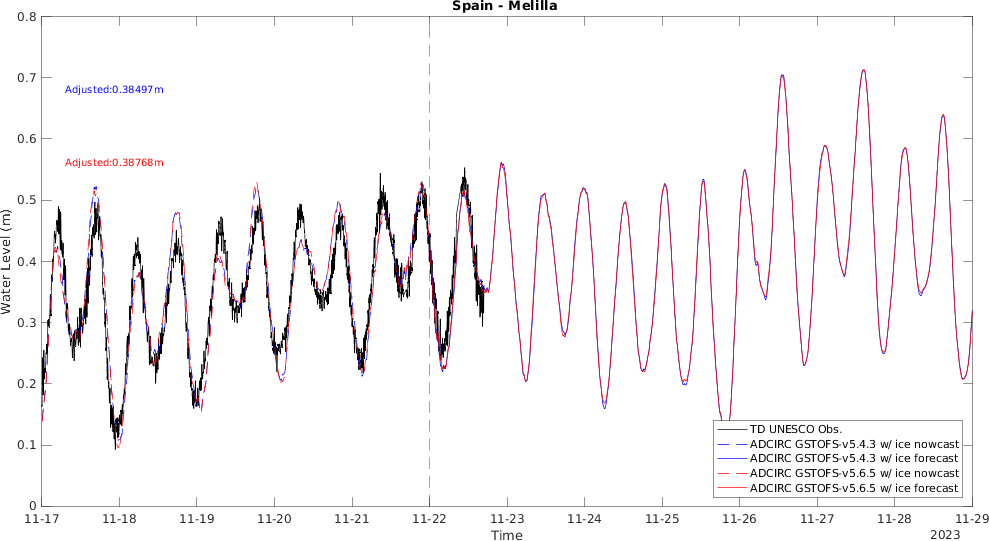 Spain - Melilla
0.8
0.7
0.6
0.5
0.4
0.3
0.2
0.1
0
Water Level (m)
Adjusted:0.38497m
Adjusted:0.38768m
TD UNESCO Obs.
ADCIRC GSTOFS-v5.4.3 w/ ice nowcast
ADCIRC GSTOFS-v5.4.3 w/ ice forecast
ADCIRC GSTOFS-v5.6.5 w/ ice nowcast
ADCIRC GSTOFS-v5.6.5 w/ ice forecast
11-17 11-18 11-19 11-20 11-21 11-22 11-23 11-24 11-25 11-26 11-27 11-28 11-29
Time
2023